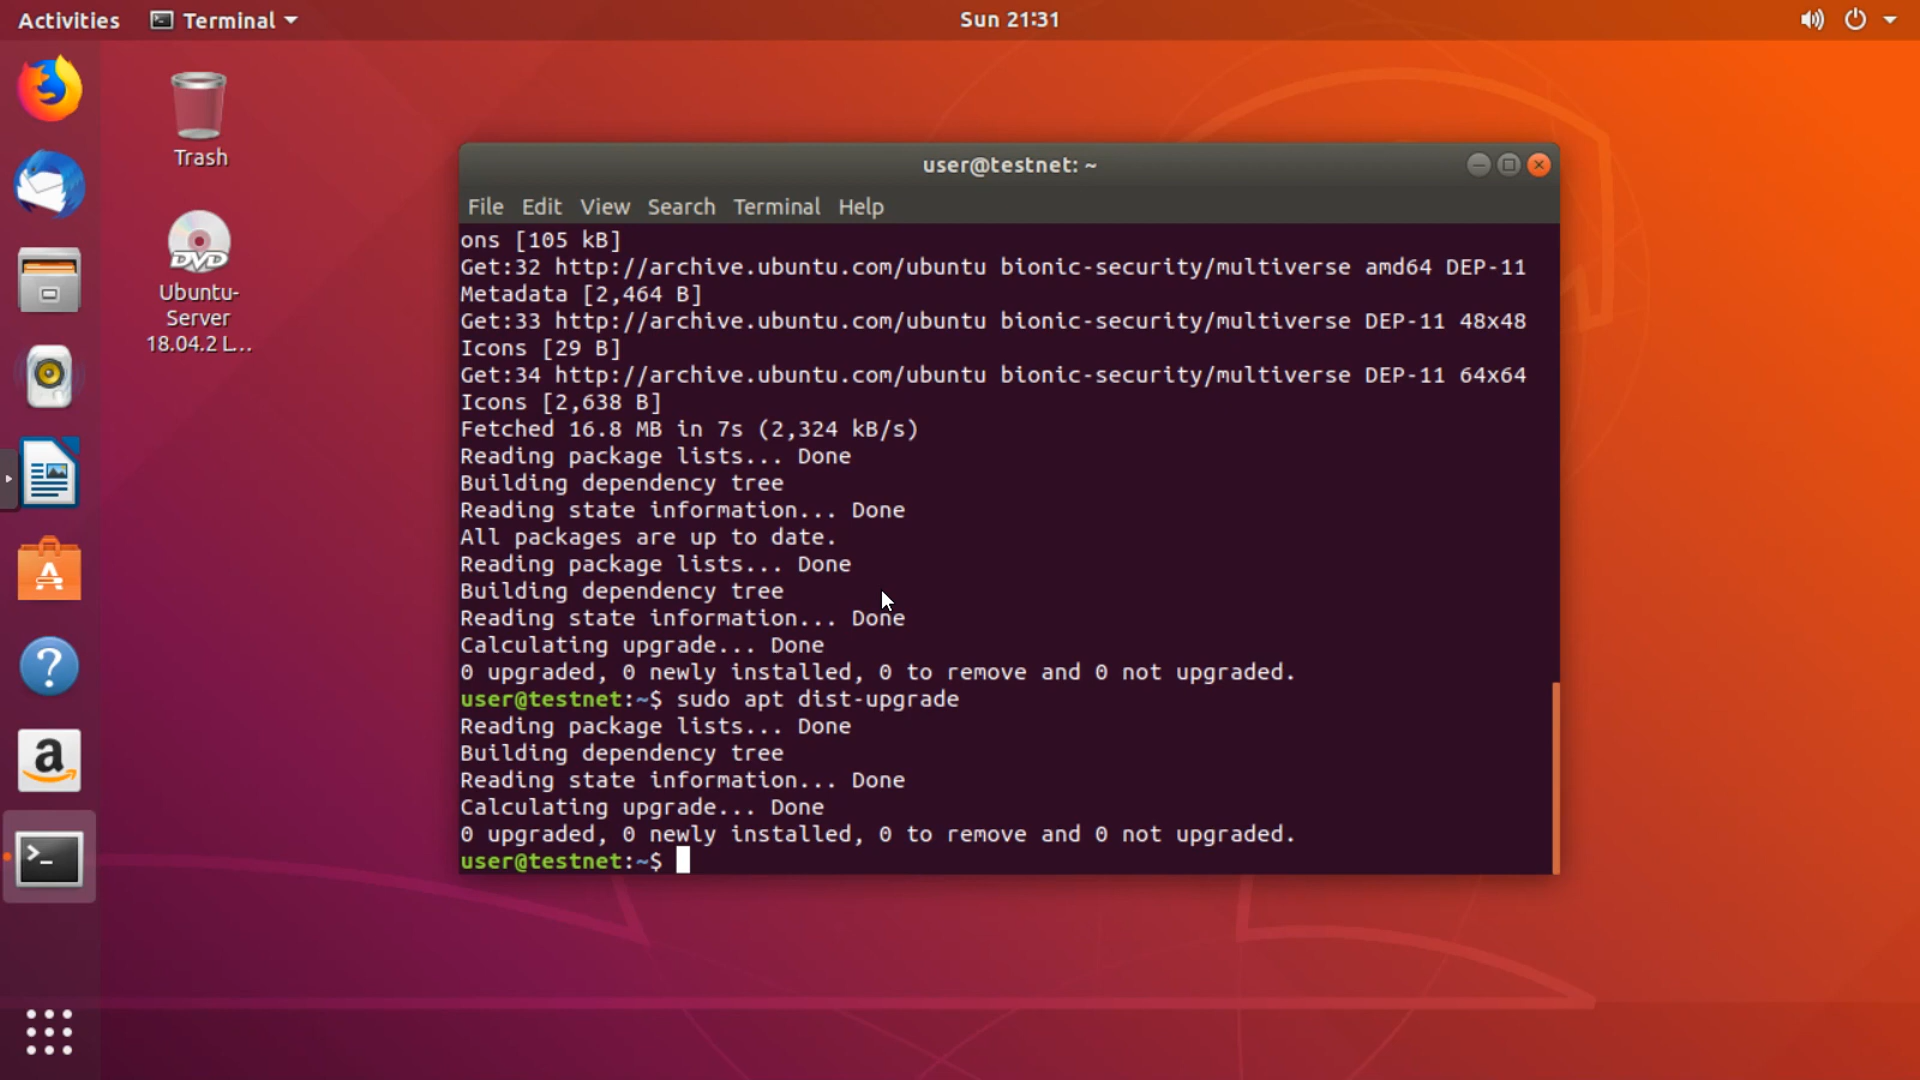 Activities Terminal Sun 21:31
Trash
Ubuntu-
Server
18.04.2 L...
user@testnet: ~
File Edit View Search Terminal Help
ons [105 kB]
Get:32 http://archive.ubuntu.com/ubuntu bionic-security/multiverse amd64 DEP-11
Metadata [2,464 B]
Get:33 http://archive.ubuntu.com/ubuntu bionic-security/multiverse DEP-11 48x48
Icons [29 B]
Get:34 http://archive.ubuntu.com/ubuntu bionic-security/multiverse DEP-11 64x64
Icons [2,638 B]
Fetched 16.8 MB in 7s (2,324 kB/s)
Reading package lists... Done
Building dependency tree
Reading state information... Done
All packages are up to date.
Reading package lists... Done
Building dependency tree
Reading state information... Done
Calculating upgrade... Done
0 upgraded, 0 newly installed, 0 to remove and 0 not upgraded.
user@testnet:~$ sudo apt dist-upgrade
Reading package lists... Done
Building dependency tree
Reading state information... Done
Calculating upgrade... Done
0 upgraded, 0 newly installed, 0 to remove and 0 not upgraded.
user@testnet:~$
DVD